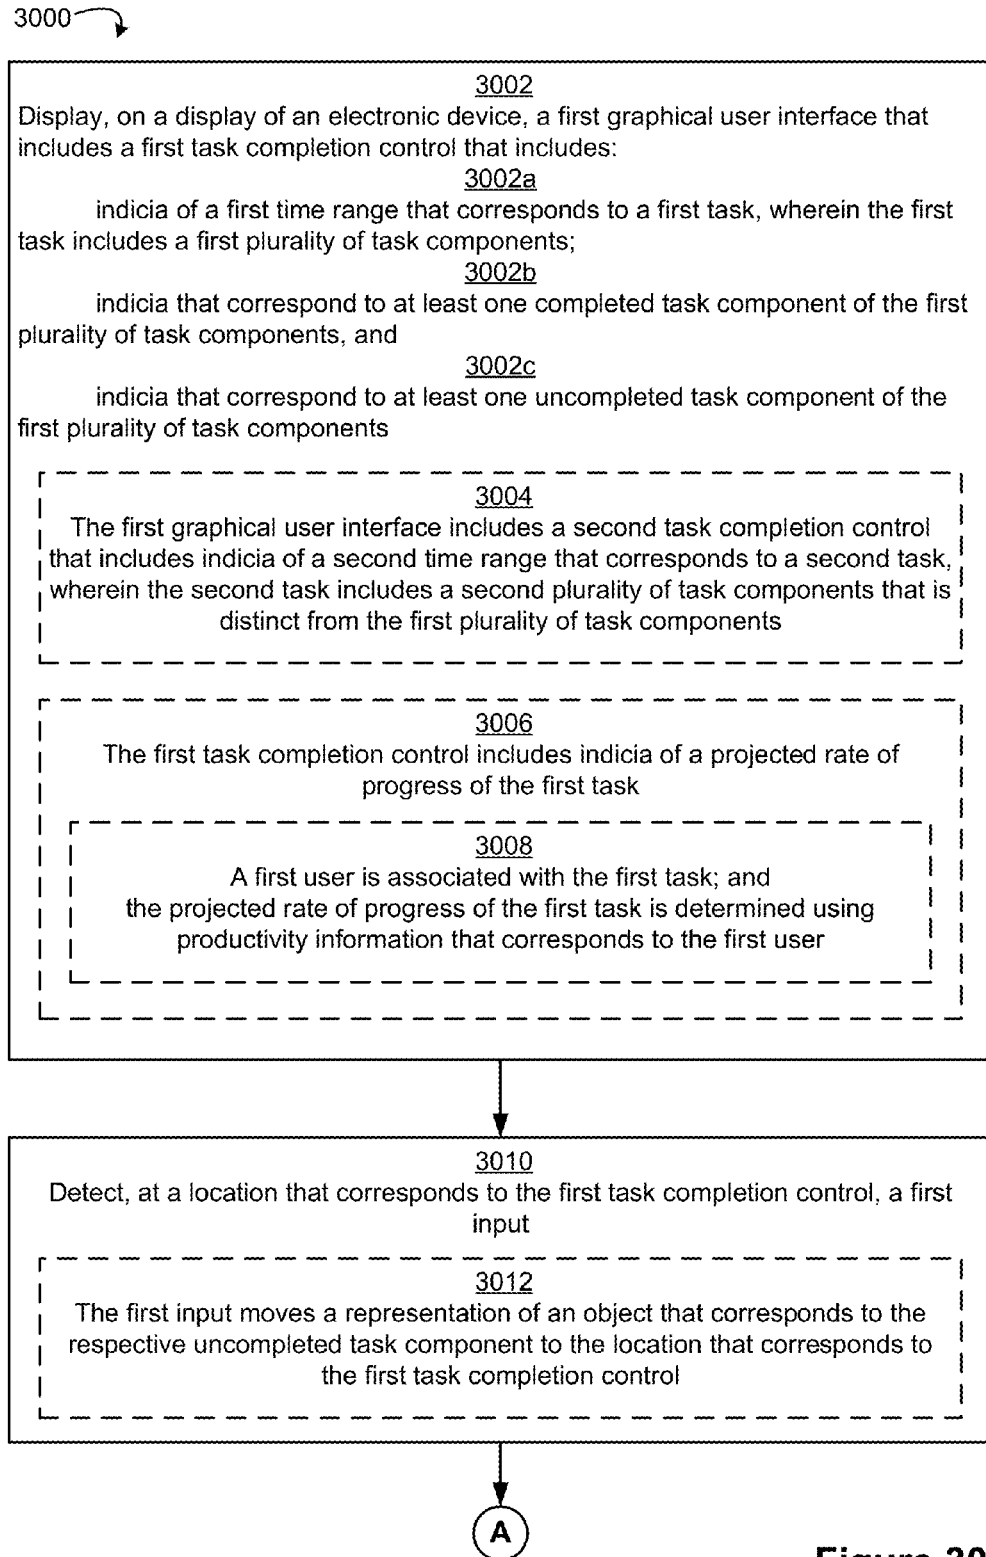 3000
3002
Display, on a display of an electronic device, a first graphical user interface that
includes a first task completion control that includes:
3002a
indicia of a first time range that corresponds to a first task, wherein the first
task includes a first plurality of task components;
3002b
indicia that correspond to at least one completed task component of the first
plurality of task components, and
3002c
indicia that correspond to at least one uncompleted task component of the
first plurality of task components
3004
The first graphical user interface includes a second task completion control
that includes indicia of a second time range that corresponds to a second task,
wherein the second task includes a second plurality of task components that is
distinct from the first plurality of task components
3006
The first task completion control includes indicia of a projected rate of
progress of the first task
3008
A first user is associated with the first task; and
the projected rate of progress of the first task is determined using
productivity information that corresponds to the first user
3010
Detect, at a location that corresponds to the first task completion control, a first
input
3012
The first input moves a representation of an object that corresponds to the
respective uncompleted task component to the location that corresponds to
the first task completion control
A